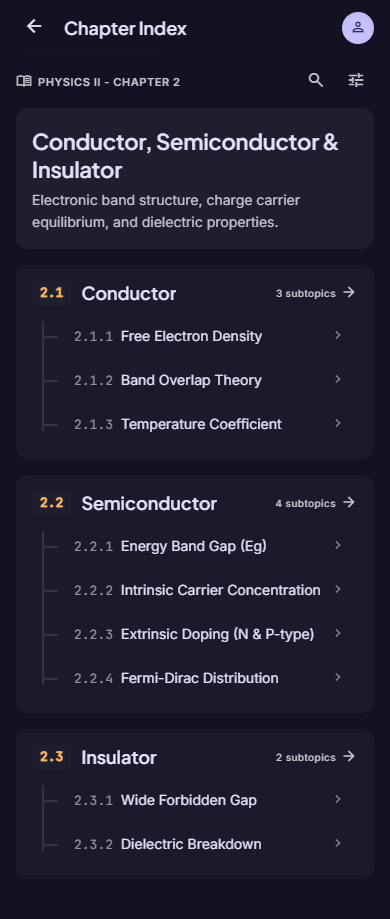 Chapter Index
PHYSICS II - CHAPTER 2
Conductor, Semiconductor &
Insulator
Electronic band structure, charge carrier
equilibrium, and dielectric properties.
2.1 Conductor 3 subtopics
2.1.1 Free Electron Density
2.1.2 Band Overlap Theory
2.1.3 Temperature Coefficient
2.2 Semiconductor 4 subtopics
2.2.1 Energy Band Gap (Eg)
2.2.2 Intrinsic Carrier Concentration
2.2.3 Extrinsic Doping (N & P-type)
2.2.4 Fermi-Dirac Distribution
2.3 Insulator 2 subtopics
2.3.1 Wide Forbidden Gap
2.3.2 Dielectric Breakdown